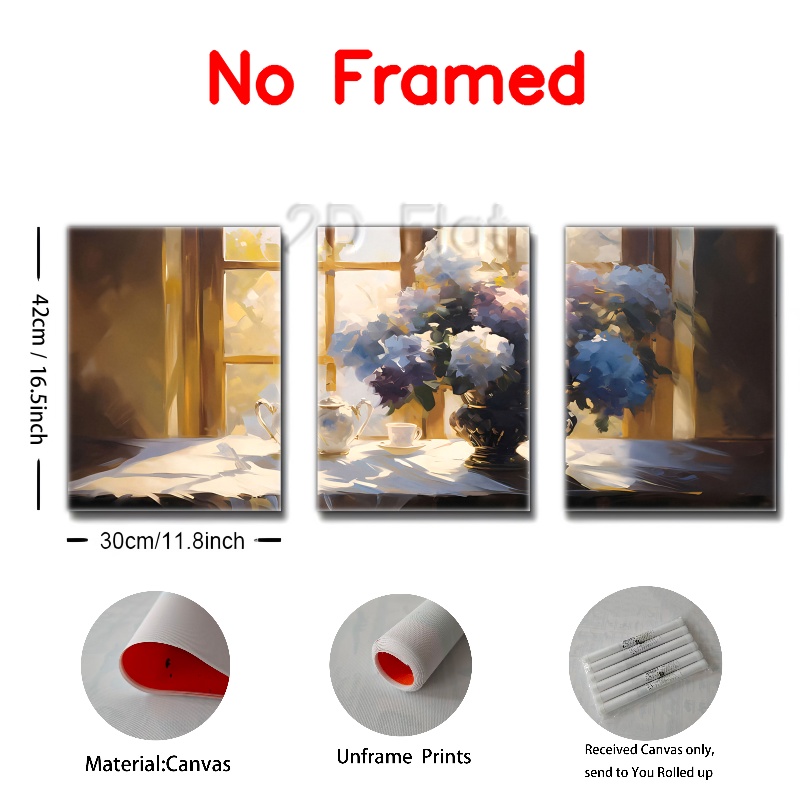 No Framed
2D Flat
42cm / 16.5inch
30cm/11.8inch
Material:Canvas
Unframe Prints
Received Canvas only,
send to You Rolled up